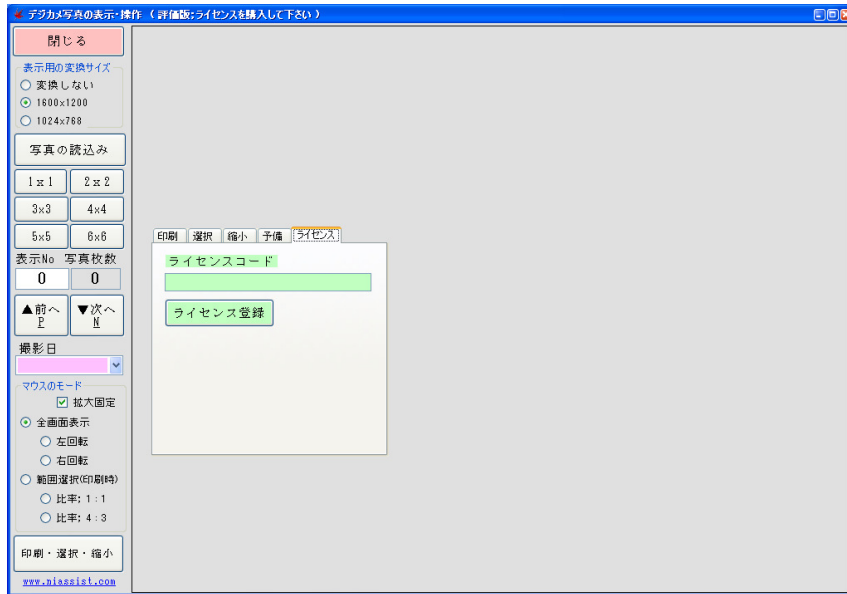 デジカメ写真の表示・操作 （ 評価版;ライセンスを購入して下さい ）
閉じる
表示用の変換サイズ
変換しない
1600x1200
1024x768
写真の読込み
1x1 2x2
3x3 4x4
5x5 6x6
表示No 写真枚数
0 0
▲前へ ▼次へ
P N
撮影日
マウスのモード
拡大固定
全画面表示
左回転
右回転
範囲選択(印刷時)
比率; 1：1
比率; 4：3
印刷・選択・縮小
www.niassist.com
印刷 選択 縮小 予備 ライセンス
ライセンスコード
ライセンス登録